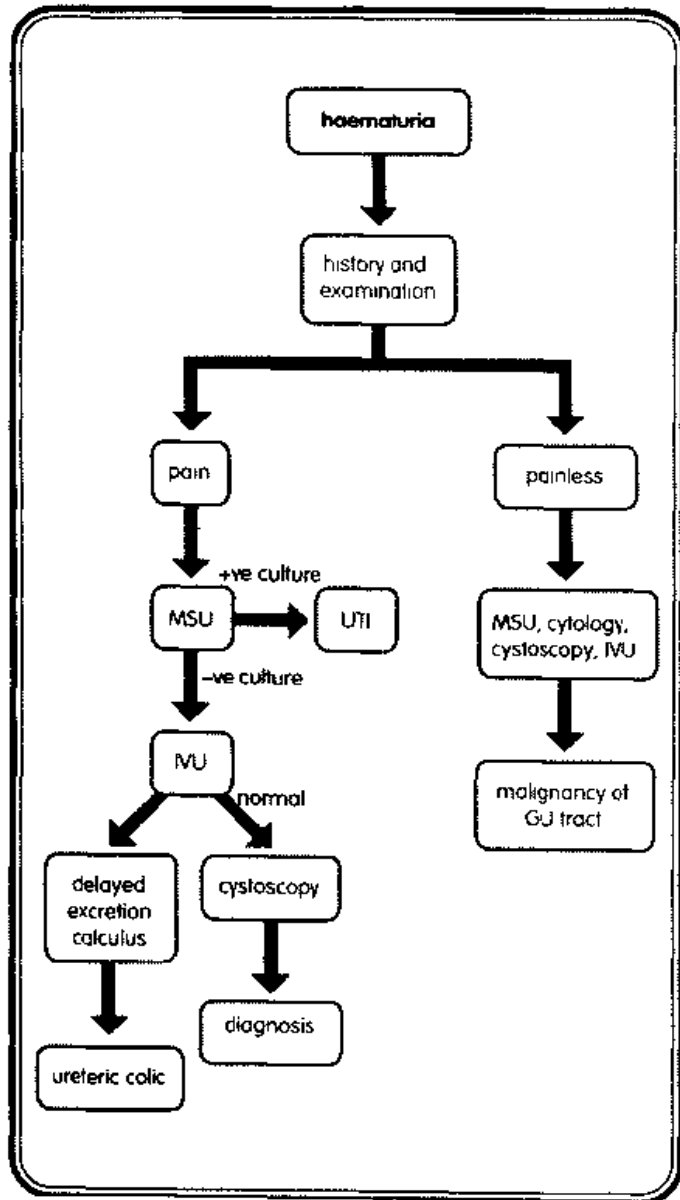 haematuria
history and
examination
pain
painless
+ve culture
MSU
UTI
MSU, cytology,
cystoscopy, IVU
-ve culture
IVU
normal
malignancy of
GU tract
delayed
excretion
calculus
cystoscopy
diagnosis
ureteric colic